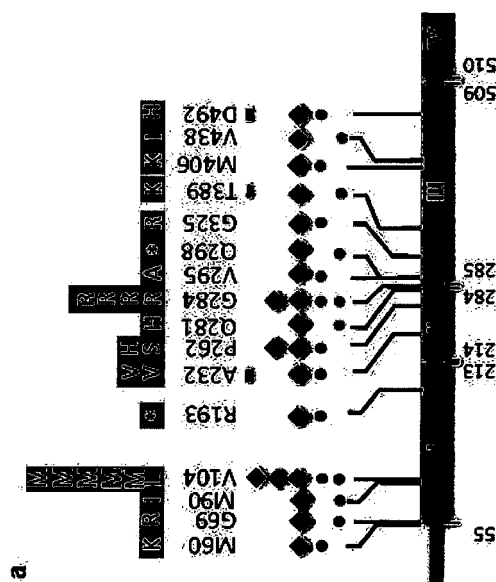 a
M60
G69
M90
V104
R193
A232
P262
Q281
G284
V295
Q298
G325
T389
M406
V438
D492
K
R
I
L M M M M M
V V
S H
H
R R R R
A
R
K
K
I
H
55
213
214
284
285
509
510
III